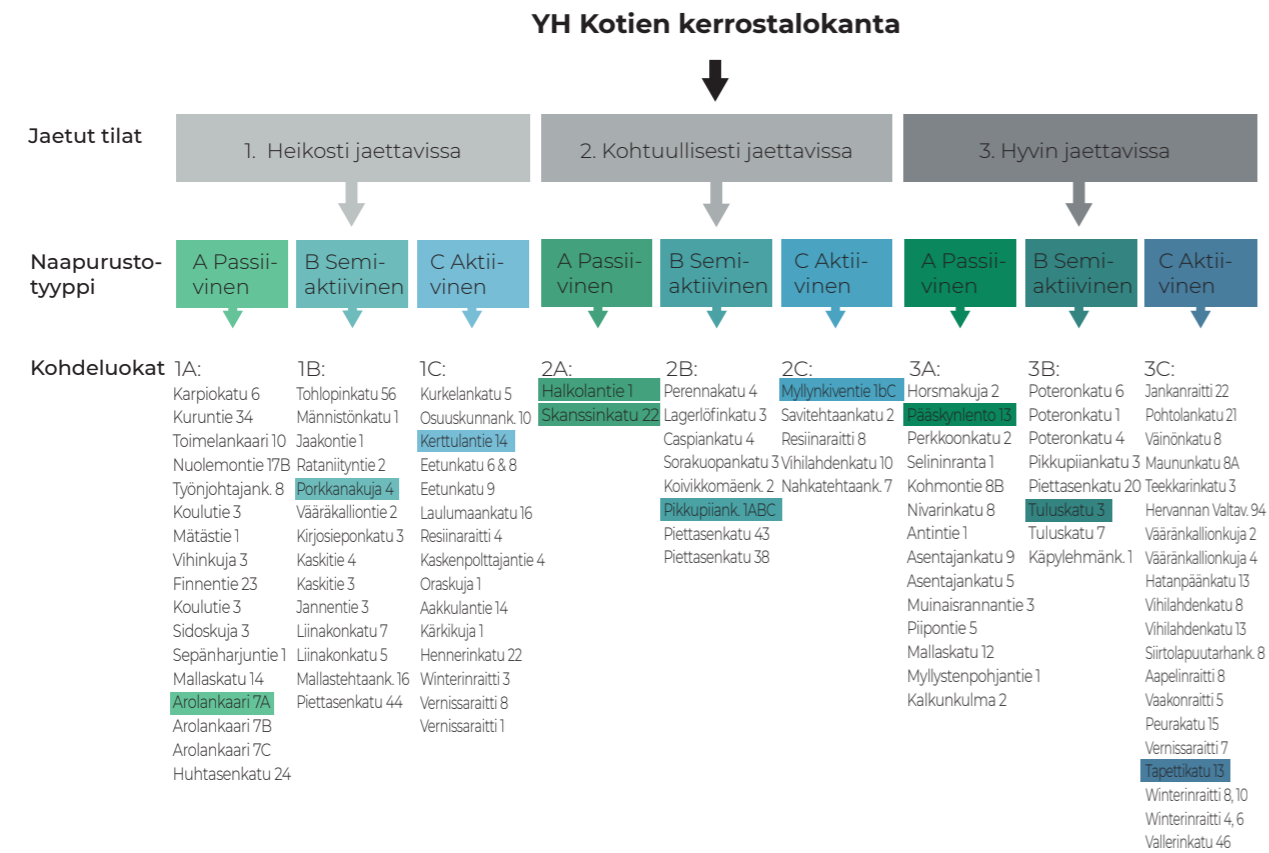 YH Kotien kerrostalokanta
Jaetut tilat
1. Heikosti jaettavissa
2. Kohtuullisesti jaettavissa
3. Hyvin jaettavissa
Naapurusto-
tyyppi
A Passii-
vinen
B Semi-
aktiivinen
C Aktii-
vinen
A Passii-
vinen
B Semi-
aktiivinen
C Aktii-
vinen
A Passii-
vinen
B Semi-
aktiivinen
C Aktii-
vinen
Kohdeluokat
1A:
Karpiokatu 6
Kuruntie 34
Toimelankaari 10
Nuolemontie 17B
Työnjohtajank. 8
Koulutie 3
Mätästie 1
Vihinkuja 3
Finnentie 23
Koulutie 3
Sidoskuja 3
Sepänharjuntie 1
Mallaskatu 14
Arolankaari 7A
Arolankaari 7B
Arolankaari 7C
Huhtasenkatu 24
1B:
Tohlopinkatu 56
Männistönkatu 1
Jaakontie 1
Rataniityntie 2
Porkkanakuja 4
Vääräkalliontie 2
Kirjosieponkatu 3
Kaskitie 4
Kaskitie 3
Jannentie 3
Liinakonkatu 7
Liinakonkatu 5
Mallastehtaank. 16
Piettasenkatu 44
1C:
Kurkelankatu 5
Osuuskunnank. 10
Kerttulantie 14
Eetunkatu 6 & 8
Eetunkatu 9
Laulumaankatu 16
Resiinaraitti 4
Kaskenpolttajantie 4
Oraskuja 1
Aakkulantie 14
Kärkikuja 1
Hennerinkatu 22
Winterinraitti 3
Vernissaraitti 8
Vernissaraitti 1
2A:
Halkolantie 1
Skanssinkatu 22
2B:
Perennakatu 4
Lagerlöfinkatu 3
Caspiankatu 4
Sorakuopankatu 3
Koivikkomäenk. 2
Pikkupiiank. 1ABC
Piettasenkatu 43
Piettasenkatu 38
2C:
Myllynkiventie 1bC
Savitehtaankatu 2
Resiinaraitti 8
Vihilahdenkatu 10
Nahkatehtaank. 7
3A:
Horsmakuja 2
Pääskynlento 13
Perkkoonkatu 2
Selininranta 1
Kohmontie 8B
Nivarinkatu 8
Antintie 1
Asentajankatu 9
Asentajankatu 5
Muinaisrannantie 3
Piipontie 5
Mallaskatu 12
Myllystenpohjantie 1
Kalkunkulma 2
3B:
Poteronkatu 6
Poteronkatu 1
Poteronkatu 4
Pikkupiiankatu 3
Piettasenkatu 20
Tuluskatu 3
Tuluskatu 7
Käpylehmänk. 1
3C:
Jankanraitti 22
Pohtolankatu 21
Väinönkatu 8
Maununkatu 8A
Teekkarinkatu 3
Hervannan Valtav. 94
Vääränkallionkuja 2
Vääränkallionkuja 4
Hatanpäänkatu 13
Vihilahdenkatu 8
Vihilahdenkatu 13
Siirtolapuutarhank. 8
Aapelinraitti 8
Vaakonraitti 5
Peurakatu 15
Vernissaraitti 7
Tapettikatu 13
Winterinraitti 8, 10
Winterinraitti 4, 6
Vallerinkatu 46